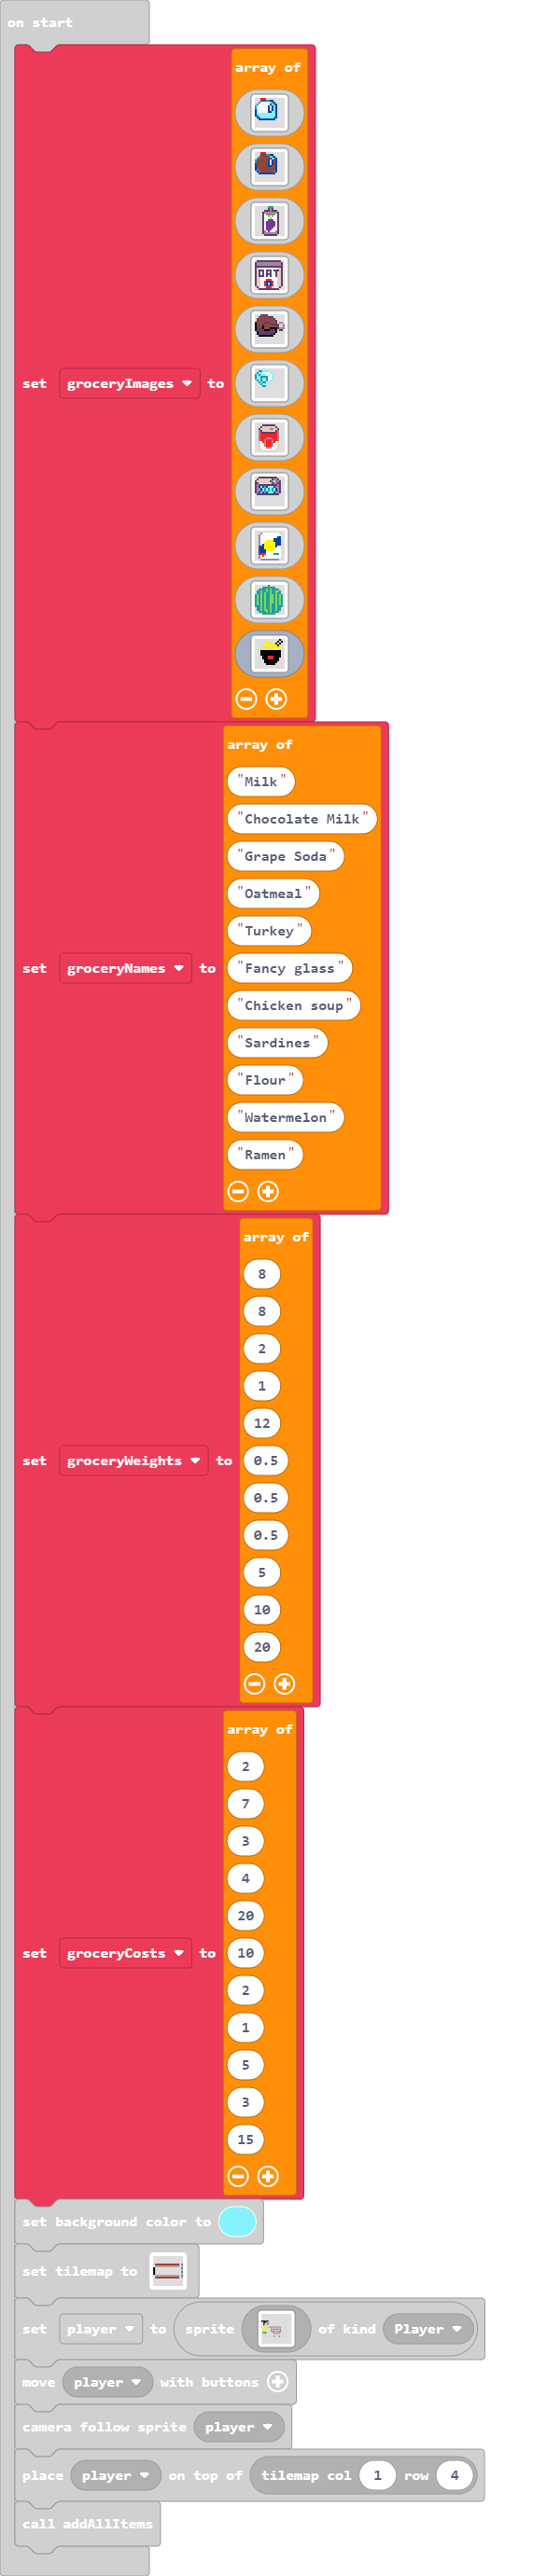 on start
array of
OAT
set groceryImages to
array of
"Milk"
"Chocolate Milk"
"Grape Soda"
"Oatmeal"
"Turkey"
set groceryNames to "Fancy glass"
"Chicken soup"
"Sardines"
"Flour"
"Watermelon"
"Ramen"
array of
8
8
2
1
12
set groceryWeights to 0.5
0.5
0.5
5
10
20
array of
2
7
3
4
20
set groceryCosts to 10
2
1
5
3
15
set background color to
set tilemap to
set player to sprite of kind Player
move player with buttons
camera follow sprite player
place player on top of tilemap col 1 row 4
call addAllItems